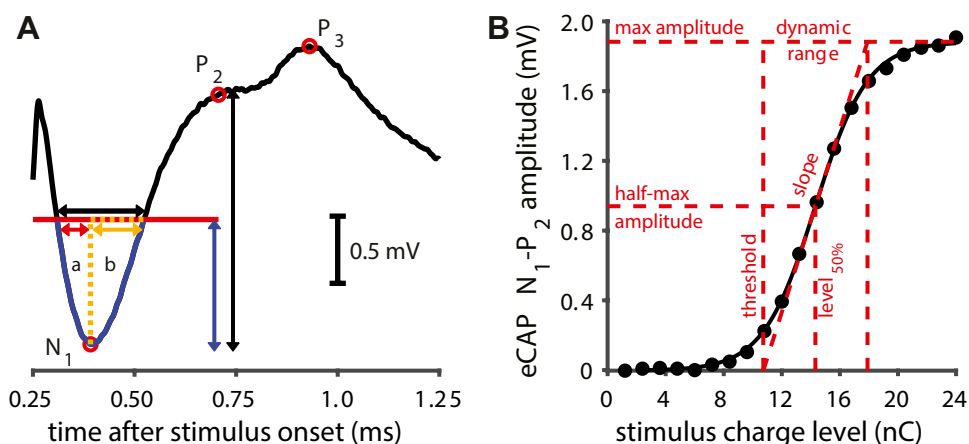 A
P2
P3
a
b
N1
0.5 mV
0.25
0.50
0.75
1.0
1.25
time after stimulus onset (ms)
B
eCAP N1-P2 amplitude (mV)
2.0
1.6
1.2
0.8
0.4
0
max amplitude
dynamic
range
slope
half-max
amplitude
threshold
level 50%
0
4
8
12
16
20
24
stimulus charge level (nC)